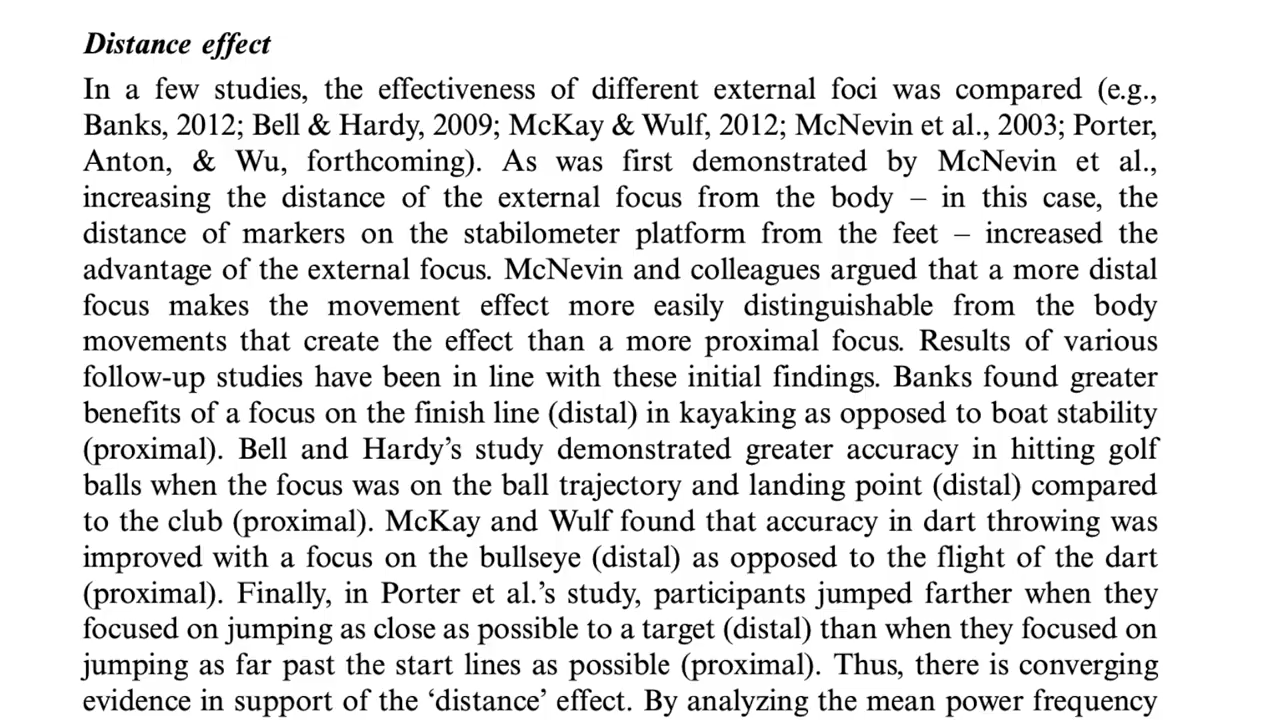 Distance effect
In a few studies, the effectiveness of different external foci was compared (e.g.,
Banks, 2012; Bell & Hardy, 2009; McKay & Wulf, 2012; McNevin et al., 2003; Porter,
Anton, & Wu, forthcoming). As was first demonstrated by McNevin et al.,
increasing the distance of the external focus from the body – in this case, the
distance of markers on the stabilometer platform from the feet – increased the
advantage of the external focus. McNevin and colleagues argued that a more distal
focus makes the movement effect more easily distinguishable from the body
movements that create the effect than a more proximal focus. Results of various
follow-up studies have been in line with these initial findings. Banks found greater
benefits of a focus on the finish line (distal) in kayaking as opposed to boat stability
(proximal). Bell and Hardy’s study demonstrated greater accuracy in hitting golf
balls when the focus was on the ball trajectory and landing point (distal) compared
to the club (proximal). McKay and Wulf found that accuracy in dart throwing was
improved with a focus on the bullseye (distal) as opposed to the flight of the dart
(proximal). Finally, in Porter et al.’s study, participants jumped farther when they
focused on jumping as close as possible to a target (distal) than when they focused on
jumping as far past the start lines as possible (proximal). Thus, there is converging
evidence in support of the ‘distance’ effect. By analyzing the mean power frequency